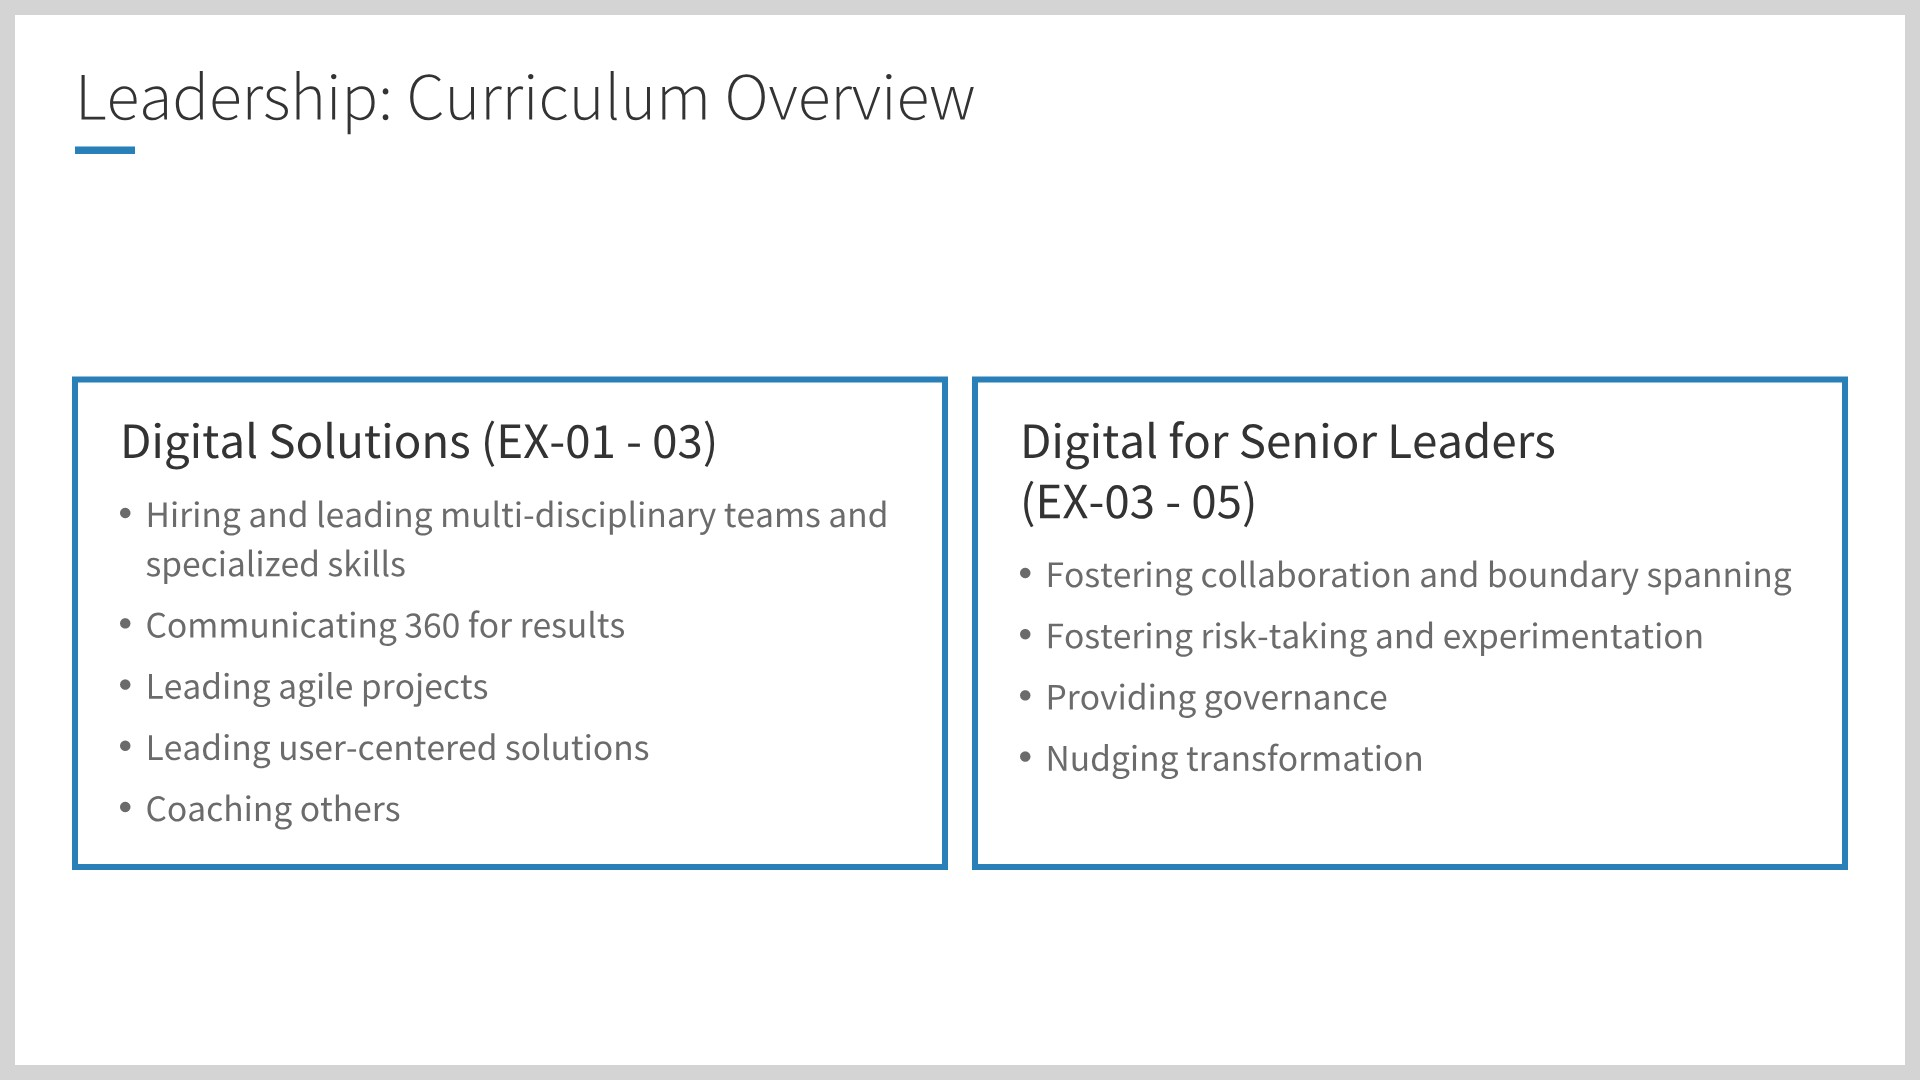 Leadership: Curriculum Overview
Digital Solutions (EX-01 - 03)
• Hiring and leading multi-disciplinary teams and
specialized skills
• Communicating 360 for results
• Leading agile projects
• Leading user-centered solutions
• Coaching others
Digital for Senior Leaders
(EX-03 - 05)
• Fostering collaboration and boundary spanning
• Fostering risk-taking and experimentation
• Providing governance
• Nudging transformation